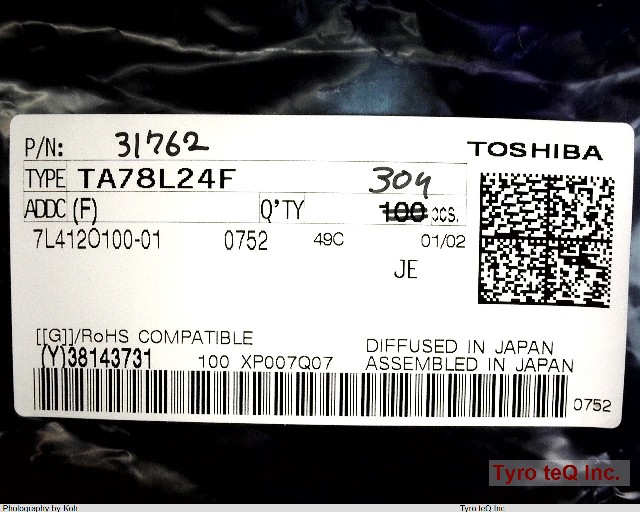 P/N: 31762
TOSHIBA
TYPE TA78L24F
304
ADDC (F) Q'TY 100 PCS.
7L4120100-01 0752 49C 01/02
JE
[[G]]/RoHS COMPATIBLE
DIFFUSED IN JAPAN
(Y)38143731 100 XP007Q07 ASSEMBLED IN JAPAN
0752
Tyro teQ Inc.
Photography by Koh Tyro teQ Inc